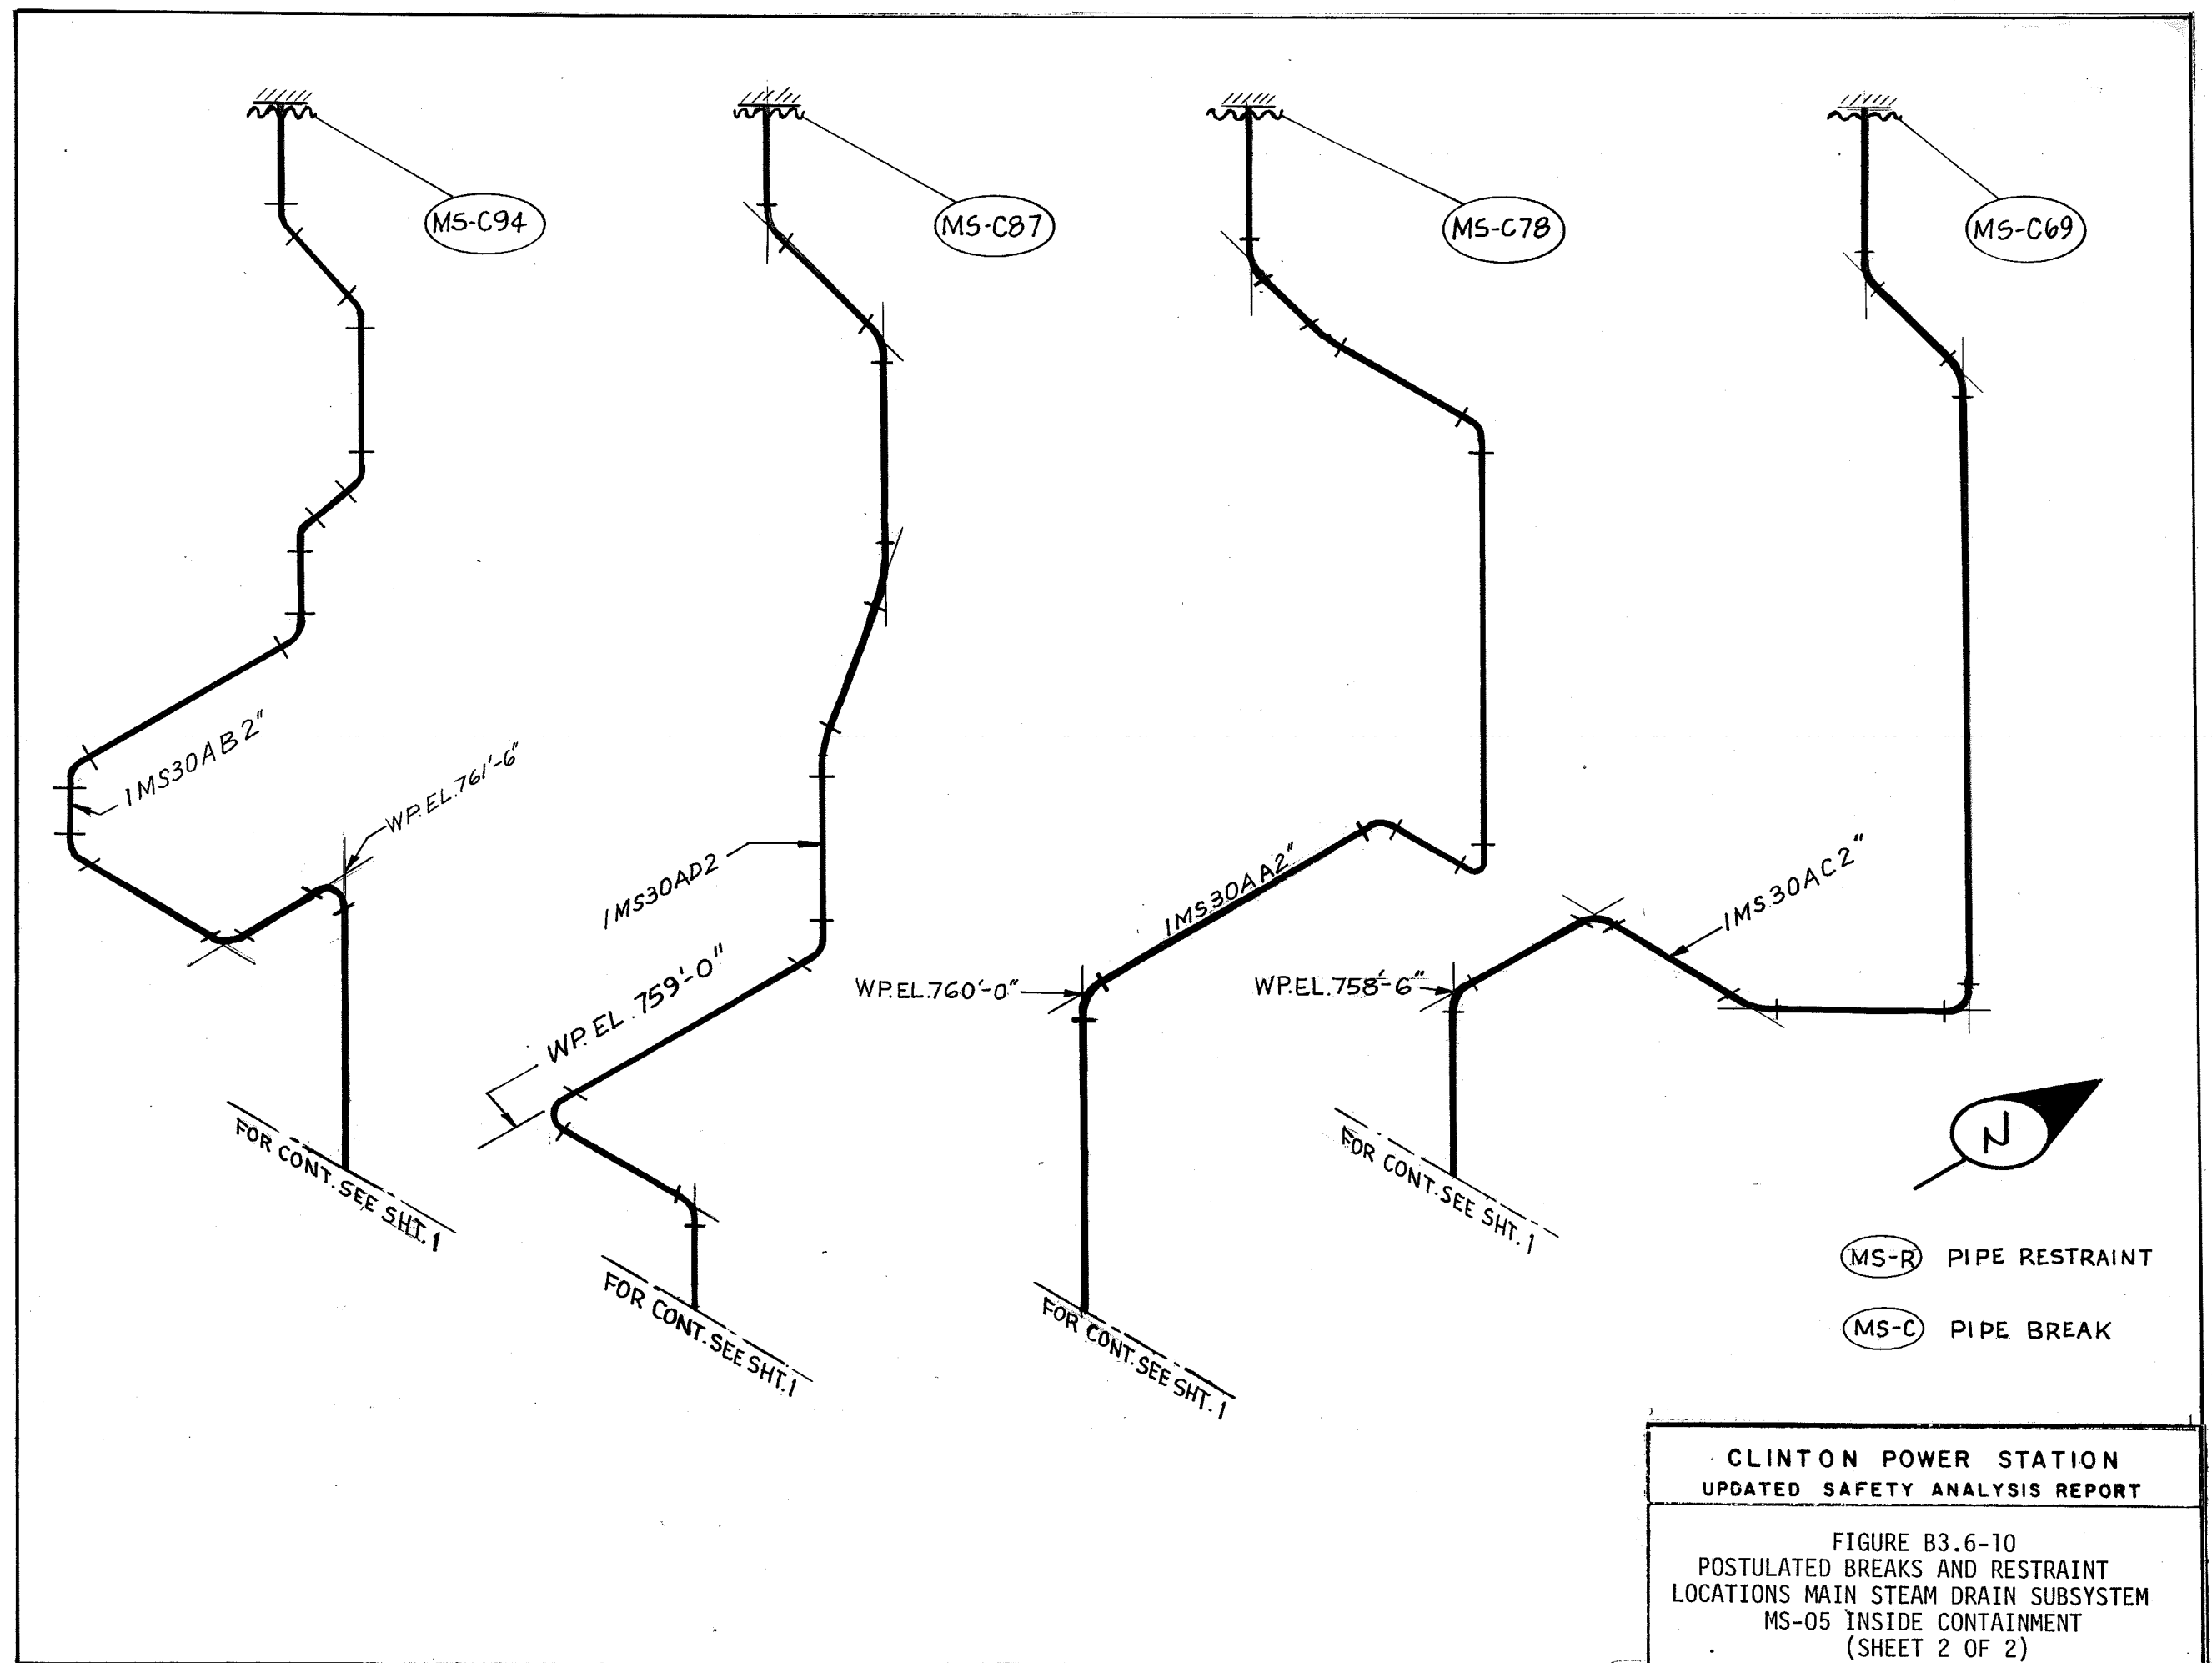 MS-C94
MS-C87
MS-C78
MS-C69
1MS30AB2"
WP.EL.761'-6"
1MS30AD2
WP.EL.759'-0"
1MS30AA2"
WP.EL.760'-0"
1MS30AC2"
WP.EL.758'-6"
FOR CONT. SEE SHT.1
FOR CONT. SEE SHT.1
FOR CONT. SEE SHT.1
FOR CONT. SEE SHT.1
N
MS-R PIPE RESTRAINT
MS-C PIPE BREAK
CLINTON POWER STATION
UPDATED SAFETY ANALYSIS REPORT
FIGURE B3.6-10
POSTULATED BREAKS AND RESTRAINT
LOCATIONS MAIN STEAM DRAIN SUBSYSTEM
MS-05 INSIDE CONTAINMENT
(SHEET 2 OF 2)